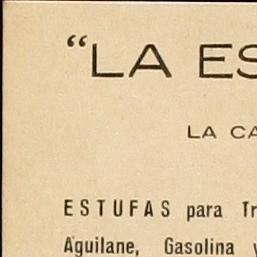 “LA ES
LA CA
ESTUFAS para Tr
Aguilane, Gasolina y